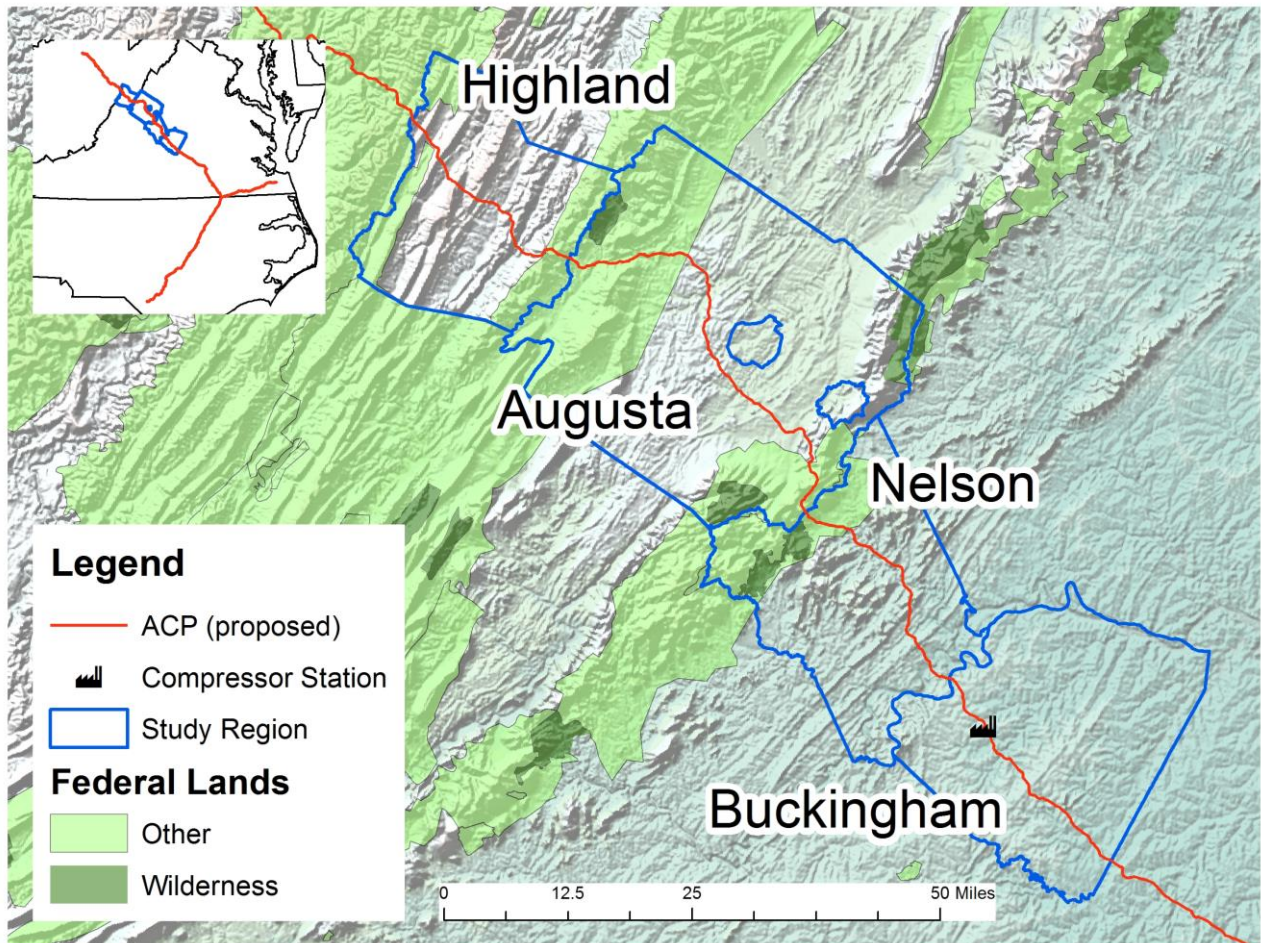 Highland
Augusta
Nelson
Buckingham
Legend
ACP (proposed)
Compressor Station
Study Region
Federal Lands
Other
Wilderness
0 12.5 25 50 Miles